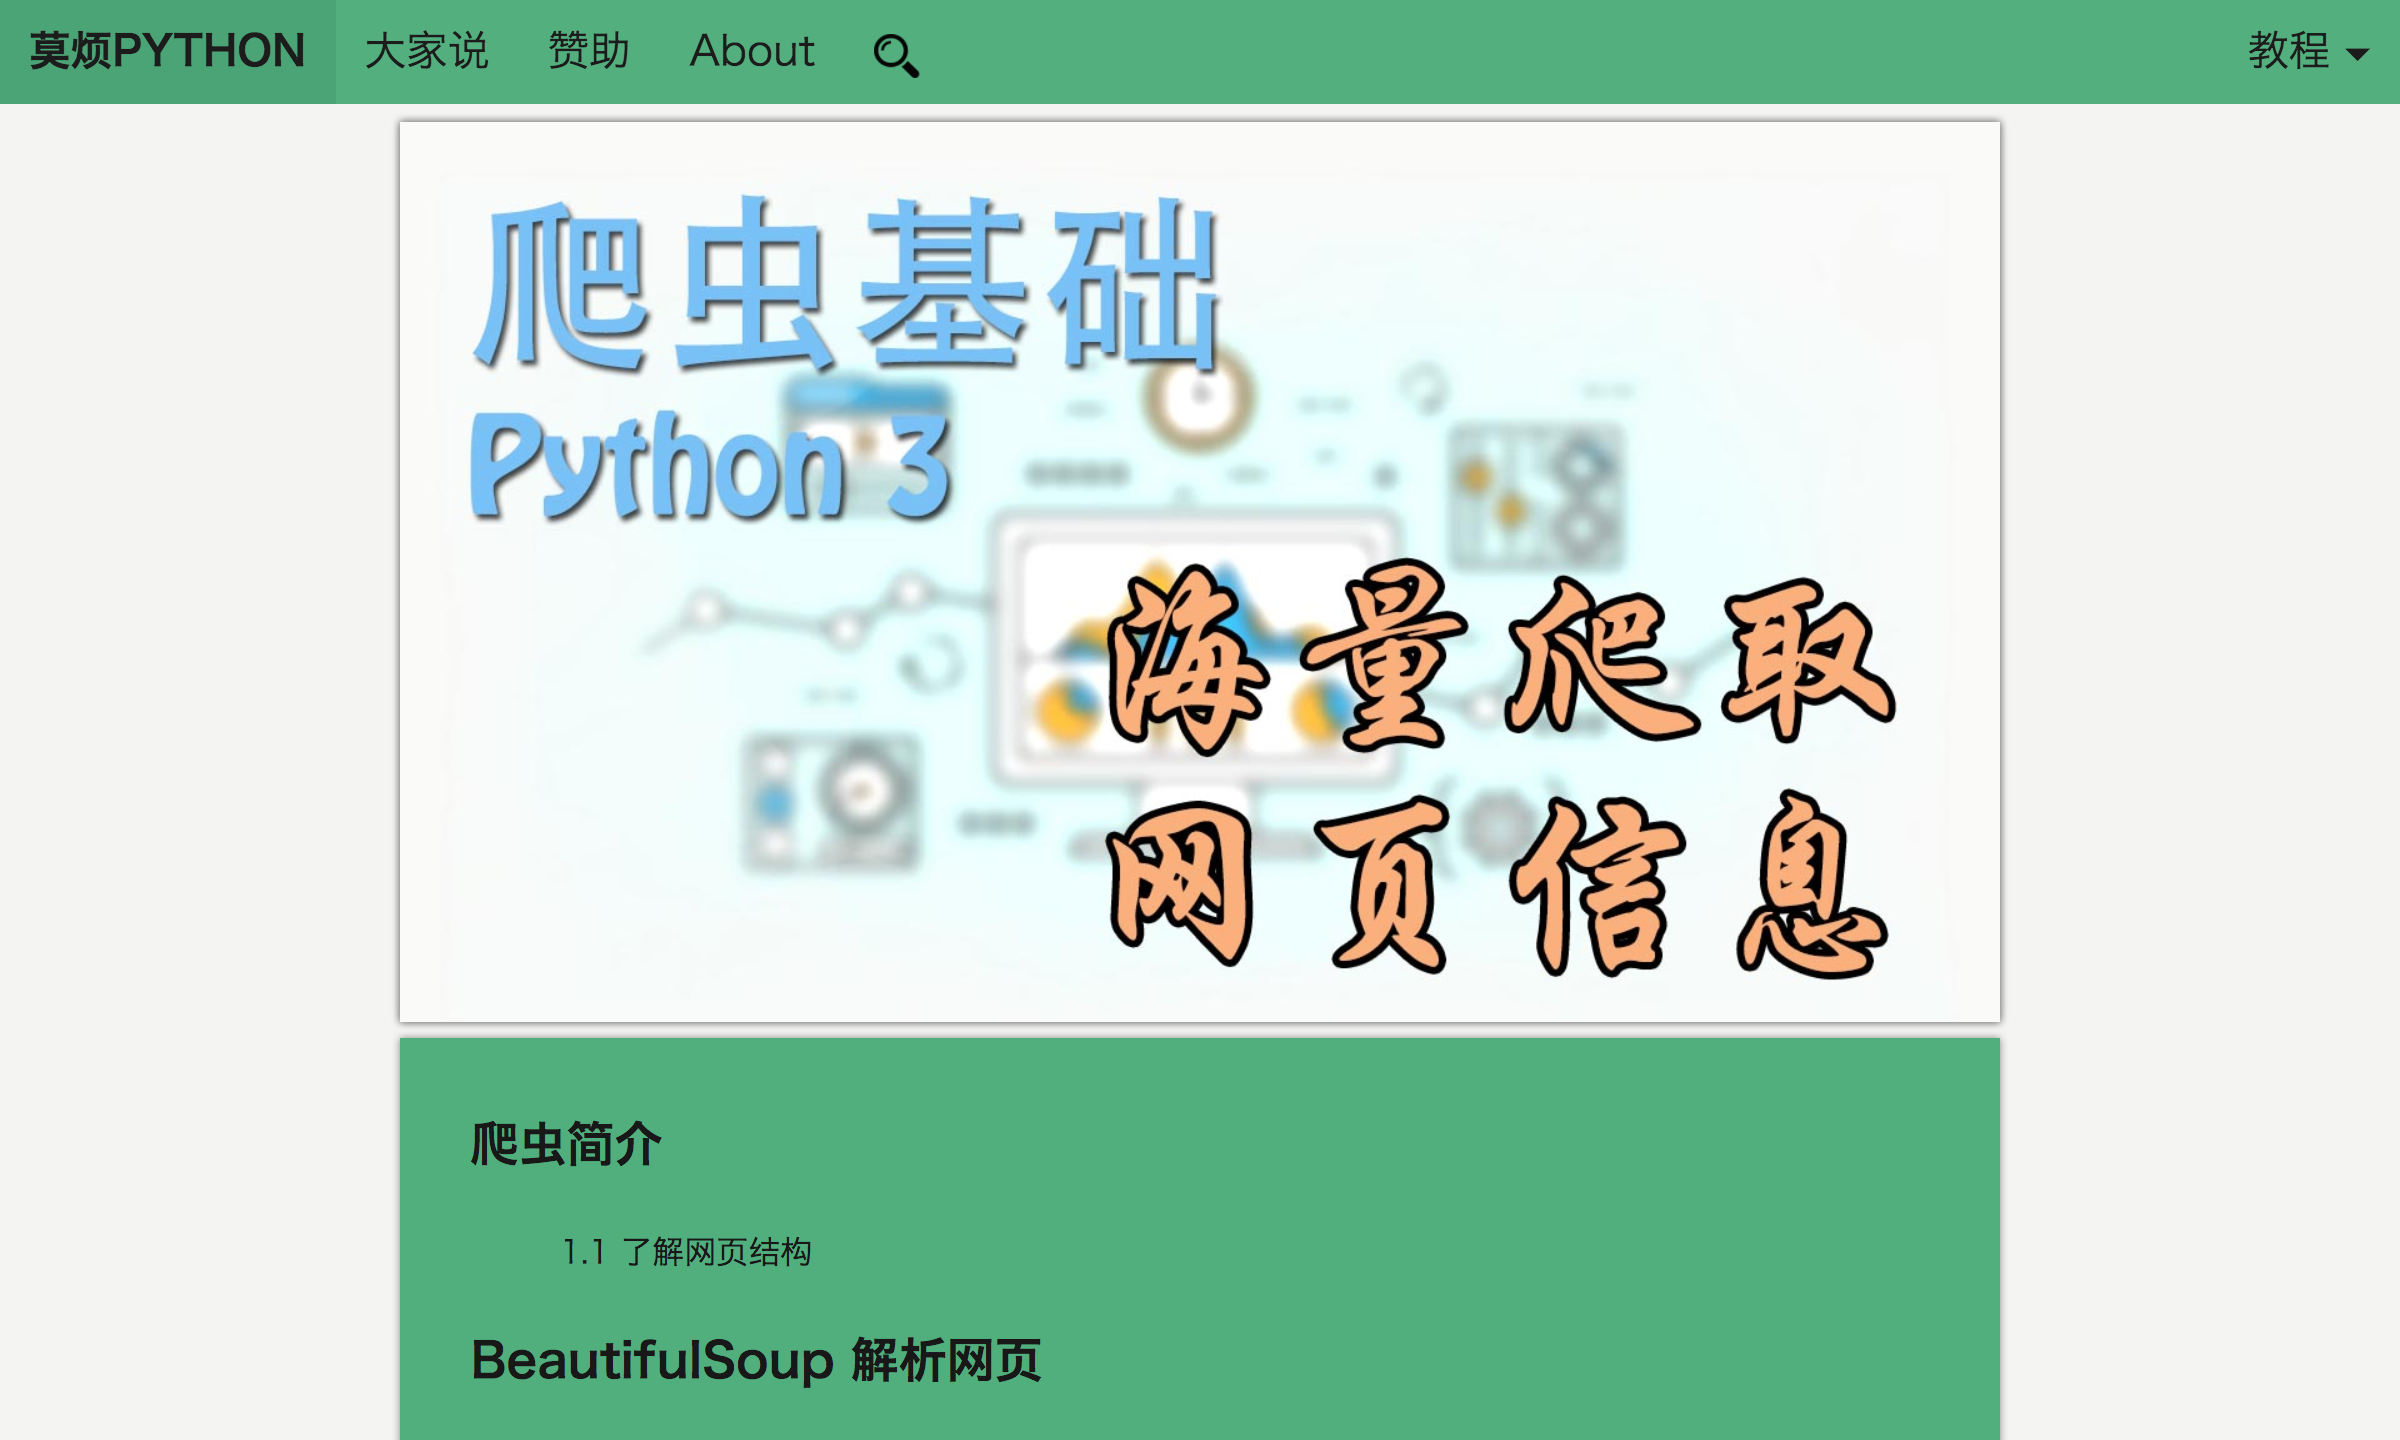 莫烦PYTHON 大家说 赞助 About 教程
爬虫基础
Python 3
海量爬取
网页信息
爬虫简介
1.1 了解网页结构
BeautifulSoup 解析网页